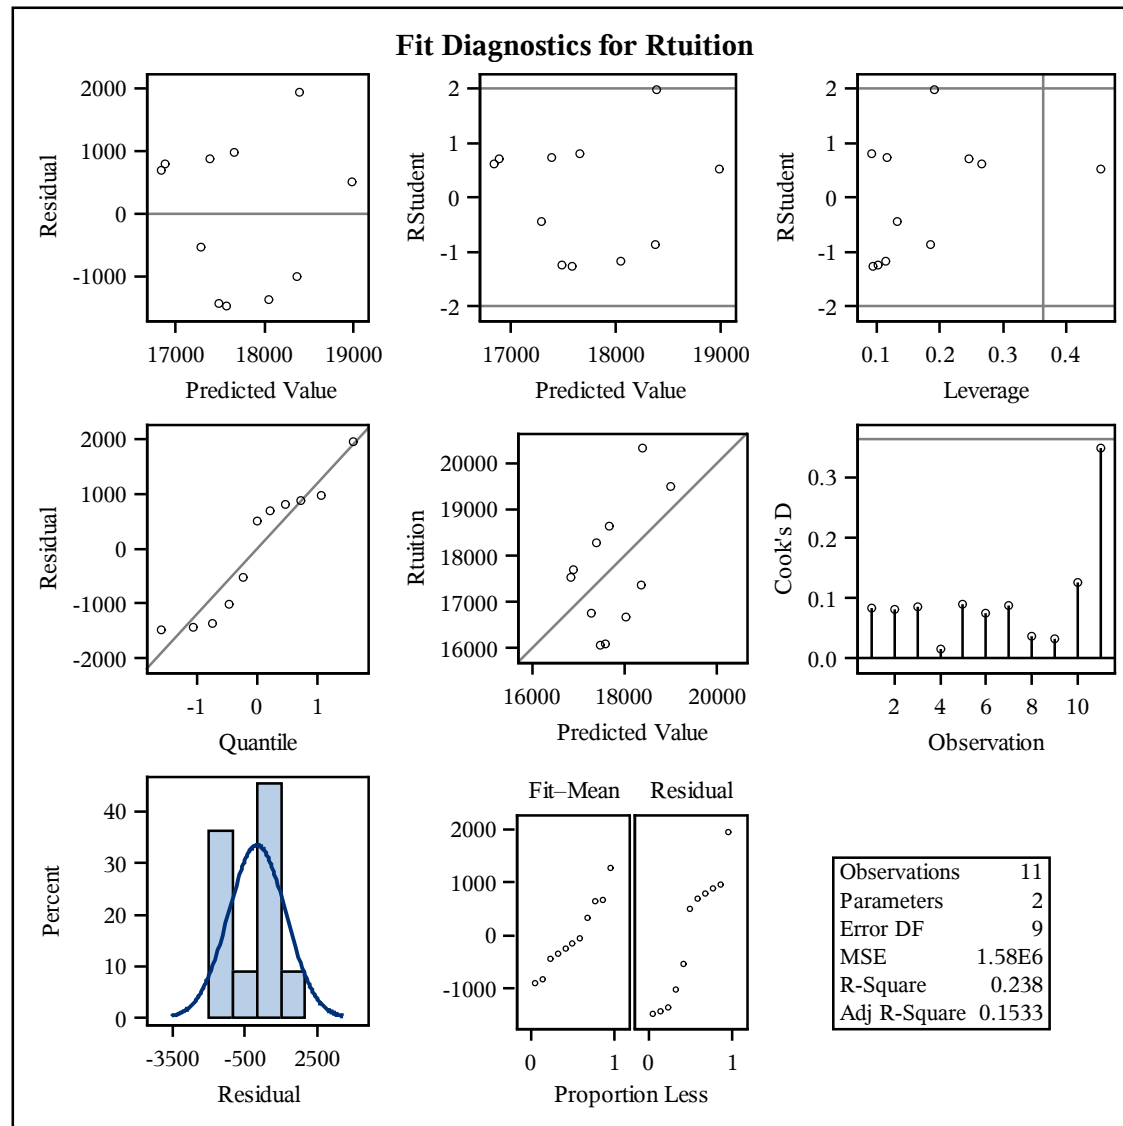 Fit Diagnostics for Rtuition
2000
1000
0
-1000
Residual
17000 18000 19000
Predicted Value
2
1
0
-1
-2
RStudent
17000 18000 19000
Predicted Value
2
1
0
-1
-2
RStudent
0.1 0.2 0.3 0.4
Leverage
2000
1000
0
-1000
-2000
Residual
-1 0 1
Quantile
20000
19000
18000
17000
16000
Rtuition
16000 18000 20000
Predicted Value
0.3
0.2
0.1
0.0
Cook's D
2 4 6 8 10
Observation
40
30
20
10
0
Percent
-3500 -500 2500
Residual
Fit–Mean Residual
2000
1000
0
-1000
0 1 0 1
Proportion Less
Observations 11
Parameters 2
Error DF 9
MSE 1.58E6
R-Square 0.238
Adj R-Square 0.1533